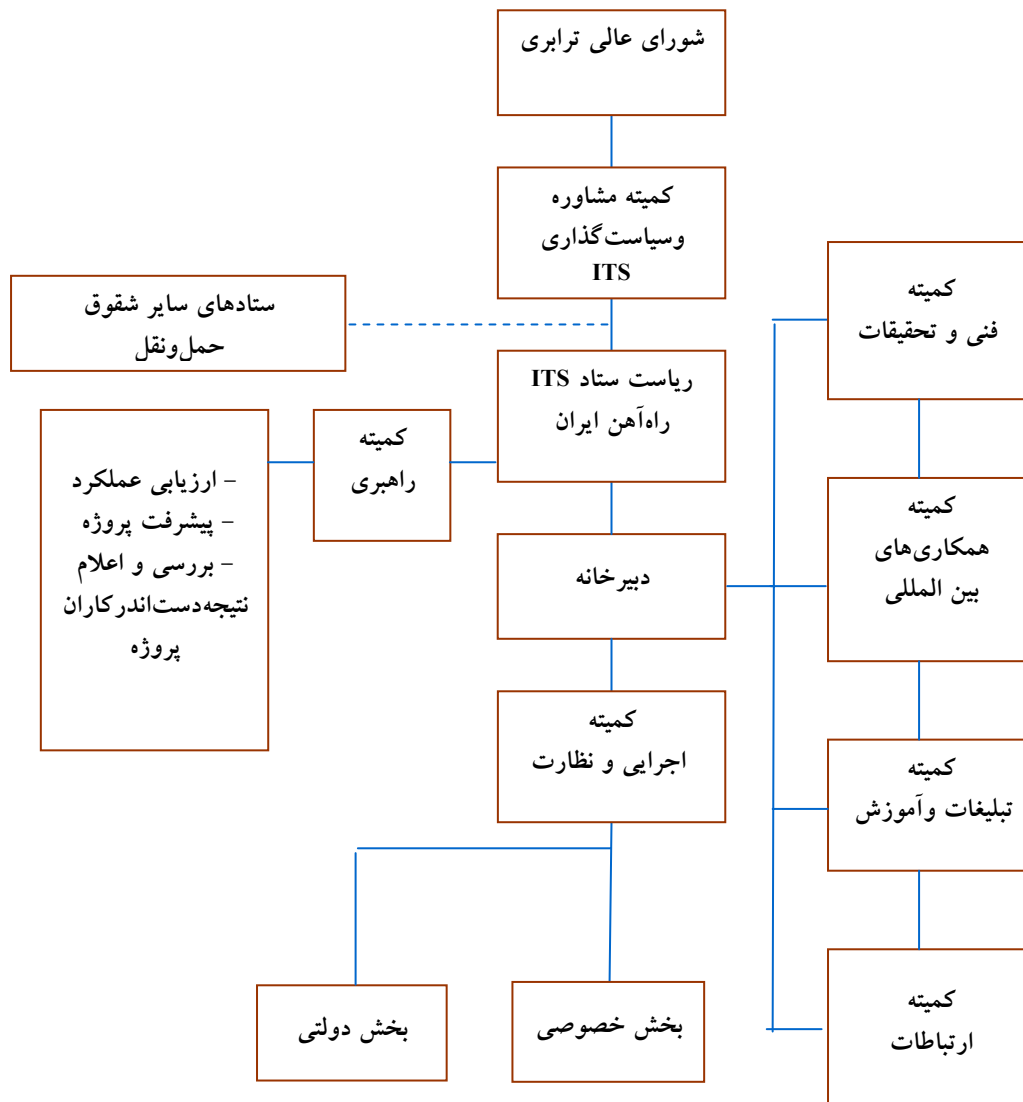 شورای عالی ترابری
کمیته مشاوره
وسیاست‌گذاری
ITS
ستادهای سایر شقوق
حمل‌ونقل
ریاست ستاد ITS
راه‌آهن ایران
کمیته
راهبری
- ارزیابی عملکرد
- پیشرفت پروژه
- بررسی و اعلام
نتیجه‌دست‌اندرکاران
پروژه
دبیرخانه
کمیته
فنی و تحقیقات
کمیته
همکاری‌های
بین المللی
کمیته
تبلیغات وآموزش
کمیته
ارتباطات
کمیته
اجرایی و نظارت
بخش خصوصی
بخش دولتی